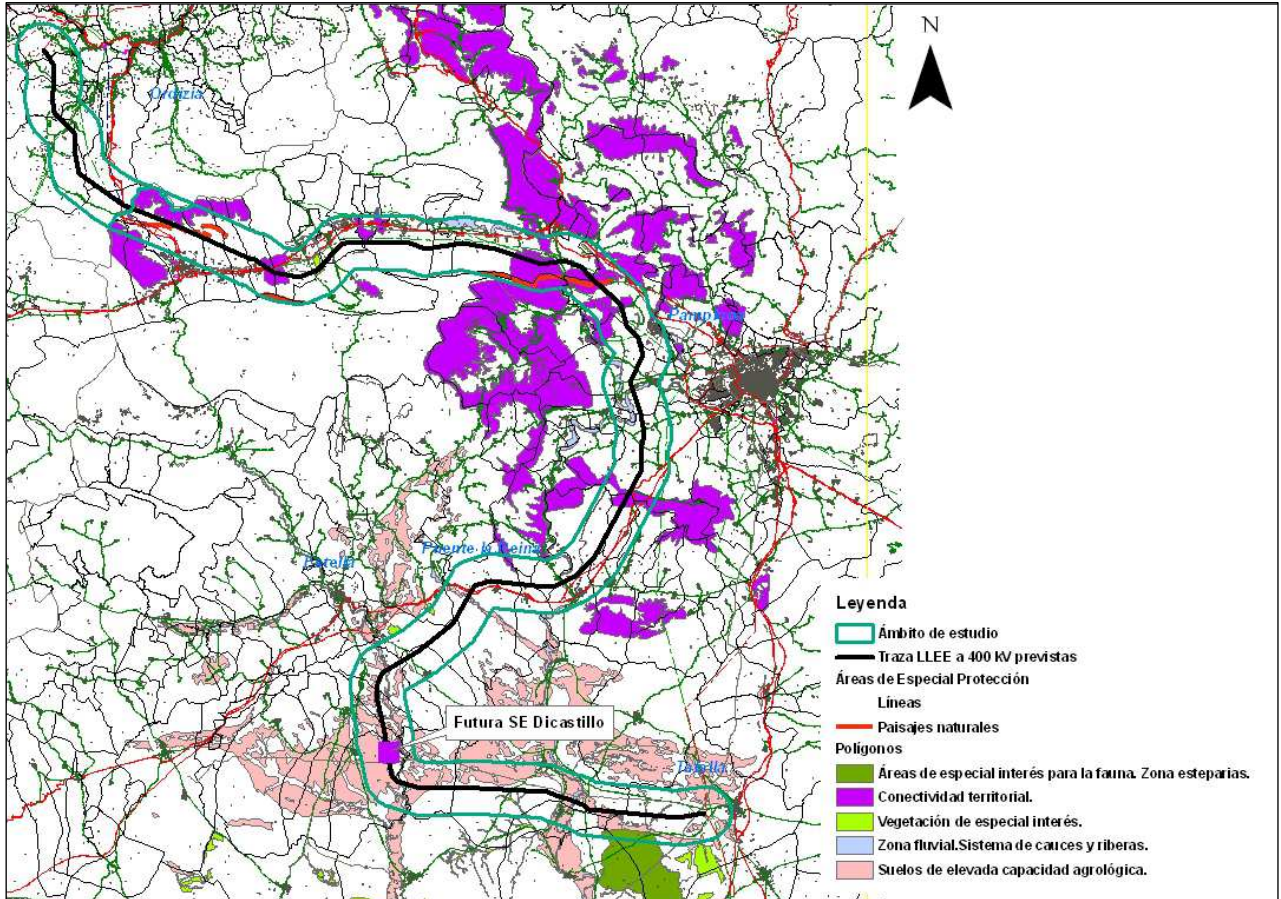 N
Ordizia
Pamplona
Puente la Reina
Estella
Futura SE Dicastillo
Tafalla
Leyenda
Ámbito de estudio
Traza LLEE a 400 KV previstas
Áreas de Especial Protección
Líneas
Paisajes naturales
Polígonos
Áreas de especial interés para la fauna. Zona esteparias.
Conectividad territorial.
Vegetación de especial interés.
Zona fluvial.Sistema de cauces y riberas.
Suelos de elevada capacidad agrológica.